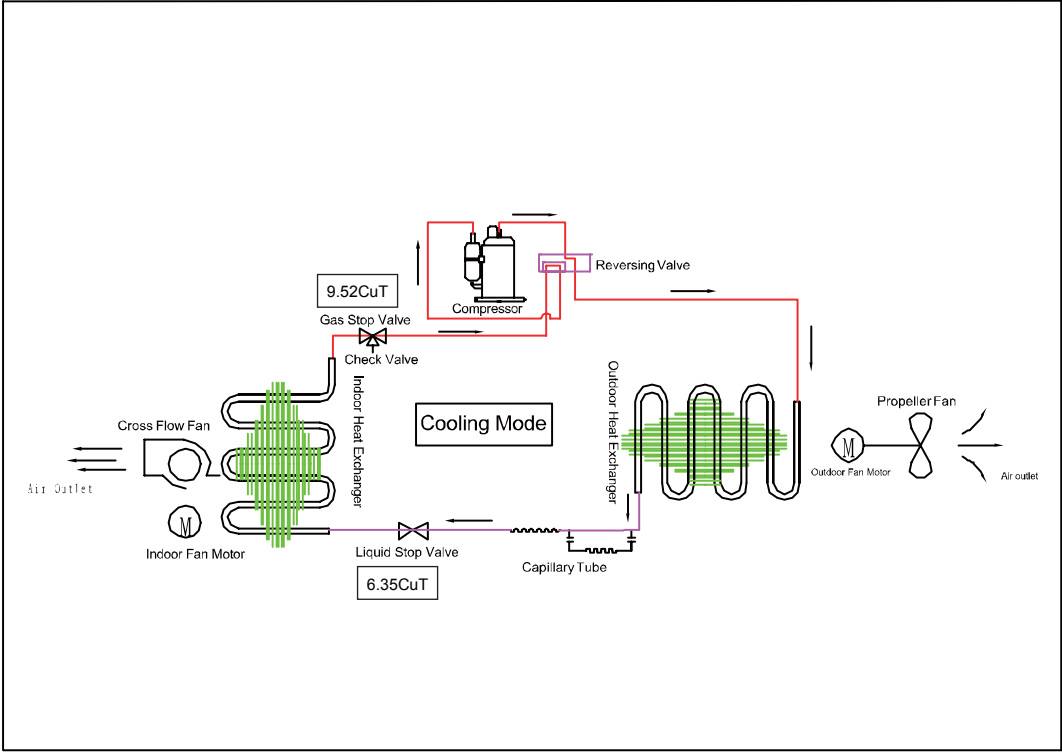 Reversing Valve
9.52CuT
Compressor
Gas Stop Valve
Check Valve
Indoor Heat Exchanger
Outdoor Heat Exchanger
Propeller Fan
Cooling Mode
Cross Flow Fan
M
Outdoor Fan Motor
Air outlet
Air Outlet
M
Indoor Fan Motor
Liquid Stop Valve
Capillary Tube
6.35CuT